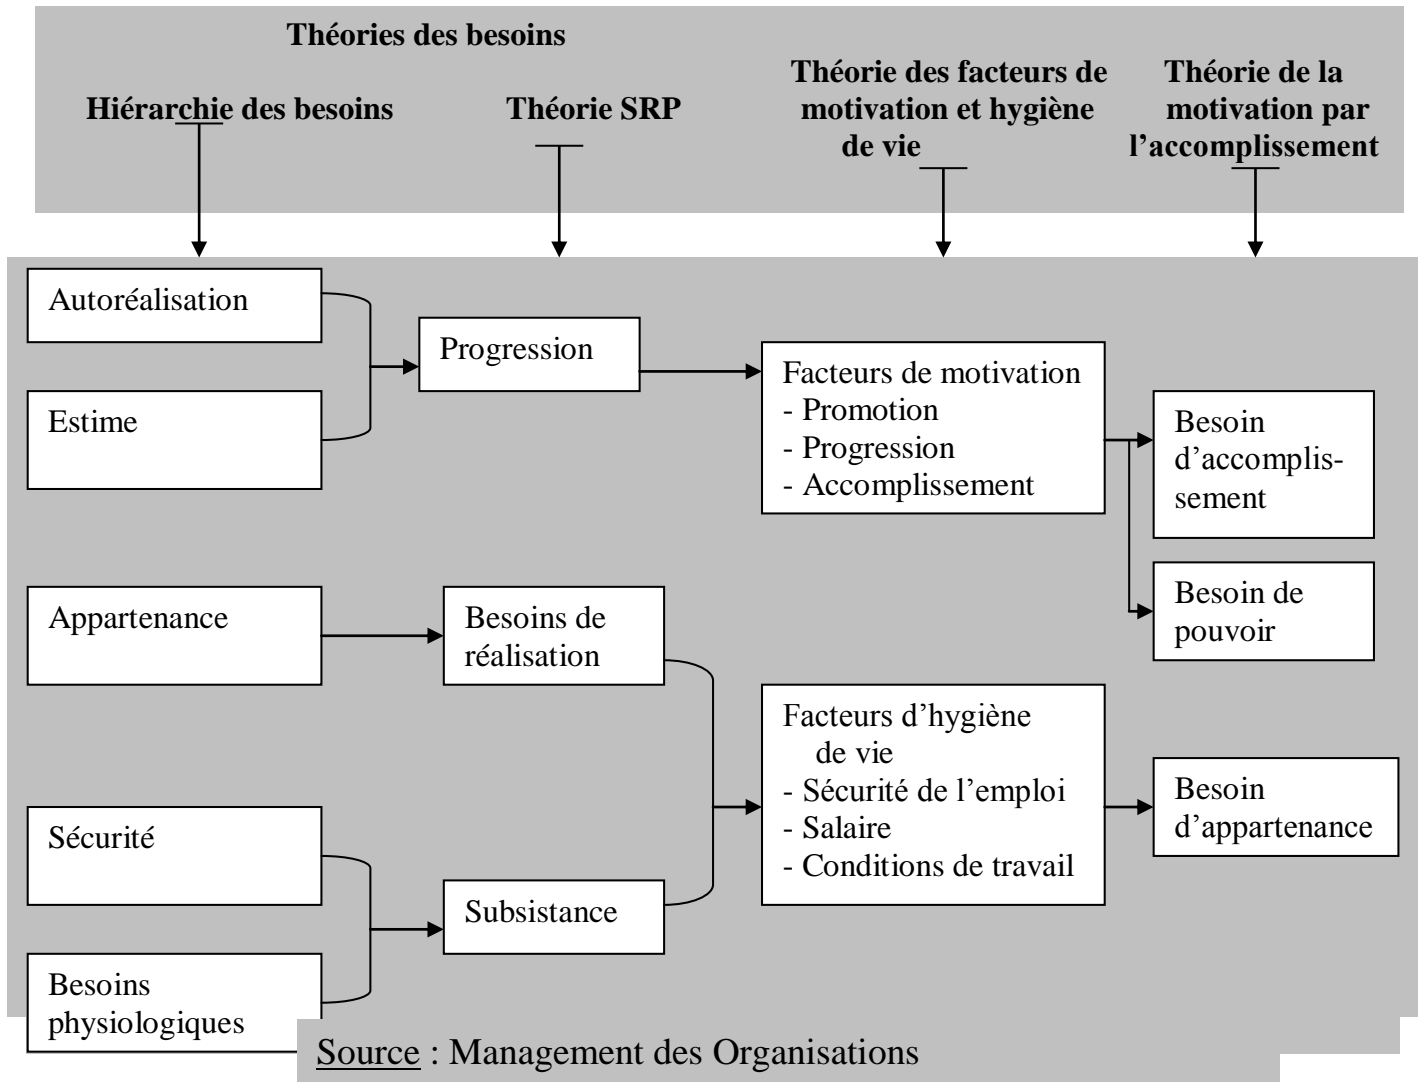 Théories des besoins
Hiérarchie des besoins
Théorie SRP
Théorie des facteurs de
motivation et hygiène
de vie
Théorie de la
motivation par
l’accomplissement
Autoréalisation
Estime
Appartenance
Sécurité
Besoins
physiologiques
Progression
Besoins de
réalisation
Subsistance
Facteurs de motivation
- Promotion
- Progression
- Accomplissement
Facteurs d’hygiène
de vie
- Sécurité de l’emploi
- Salaire
- Conditions de travail
Besoin
d’accomplis-
sement
Besoin de
pouvoir
Besoin
d’appartenance
Source : Management des Organisations